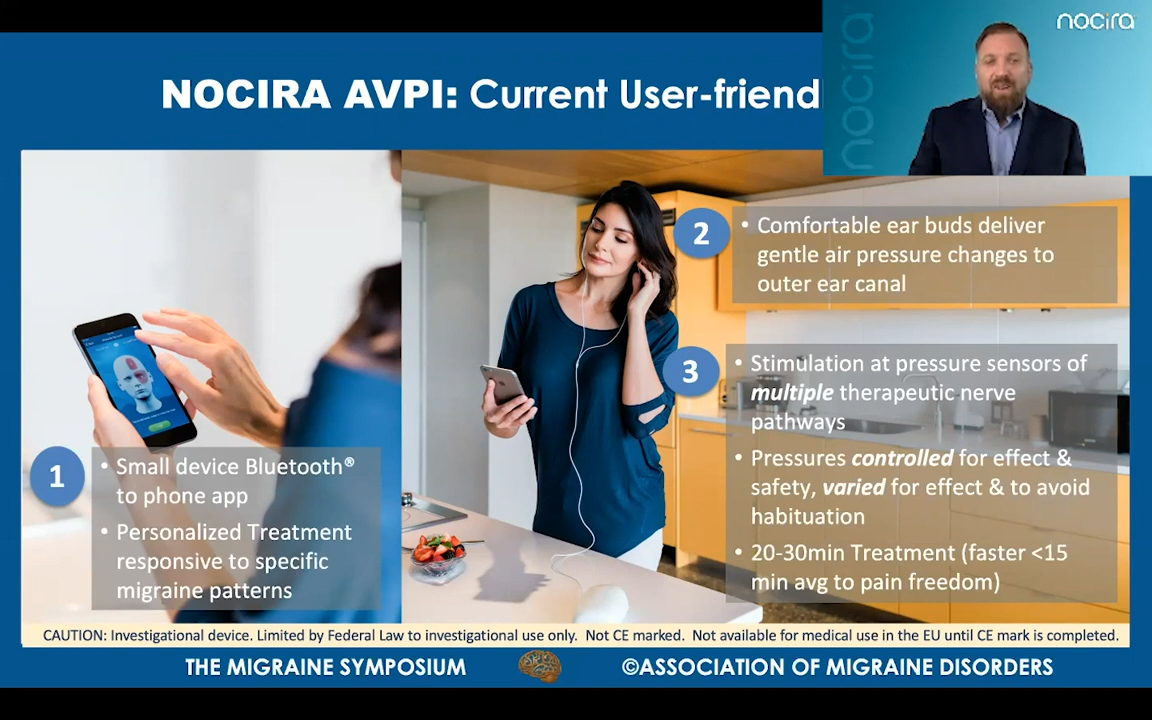 nocira
nocira
NOCIRA AVPI: Current User-friend
1
• Small device Bluetooth®
to phone app
• Personalized Treatment
responsive to specific
migraine patterns
2
• Comfortable ear buds deliver
gentle air pressure changes to
outer ear canal
3
• Stimulation at pressure sensors of
multiple therapeutic nerve
pathways
• Pressures controlled for effect &
safety, varied for effect & to avoid
habituation
• 20-30min Treatment (faster <15
min avg to pain freedom)
CAUTION: Investigational device. Limited by Federal Law to investigational use only. Not CE marked. Not available for medical use in the EU until CE mark is completed.
THE MIGRAINE SYMPOSIUM
©ASSOCIATION OF MIGRAINE DISORDERS